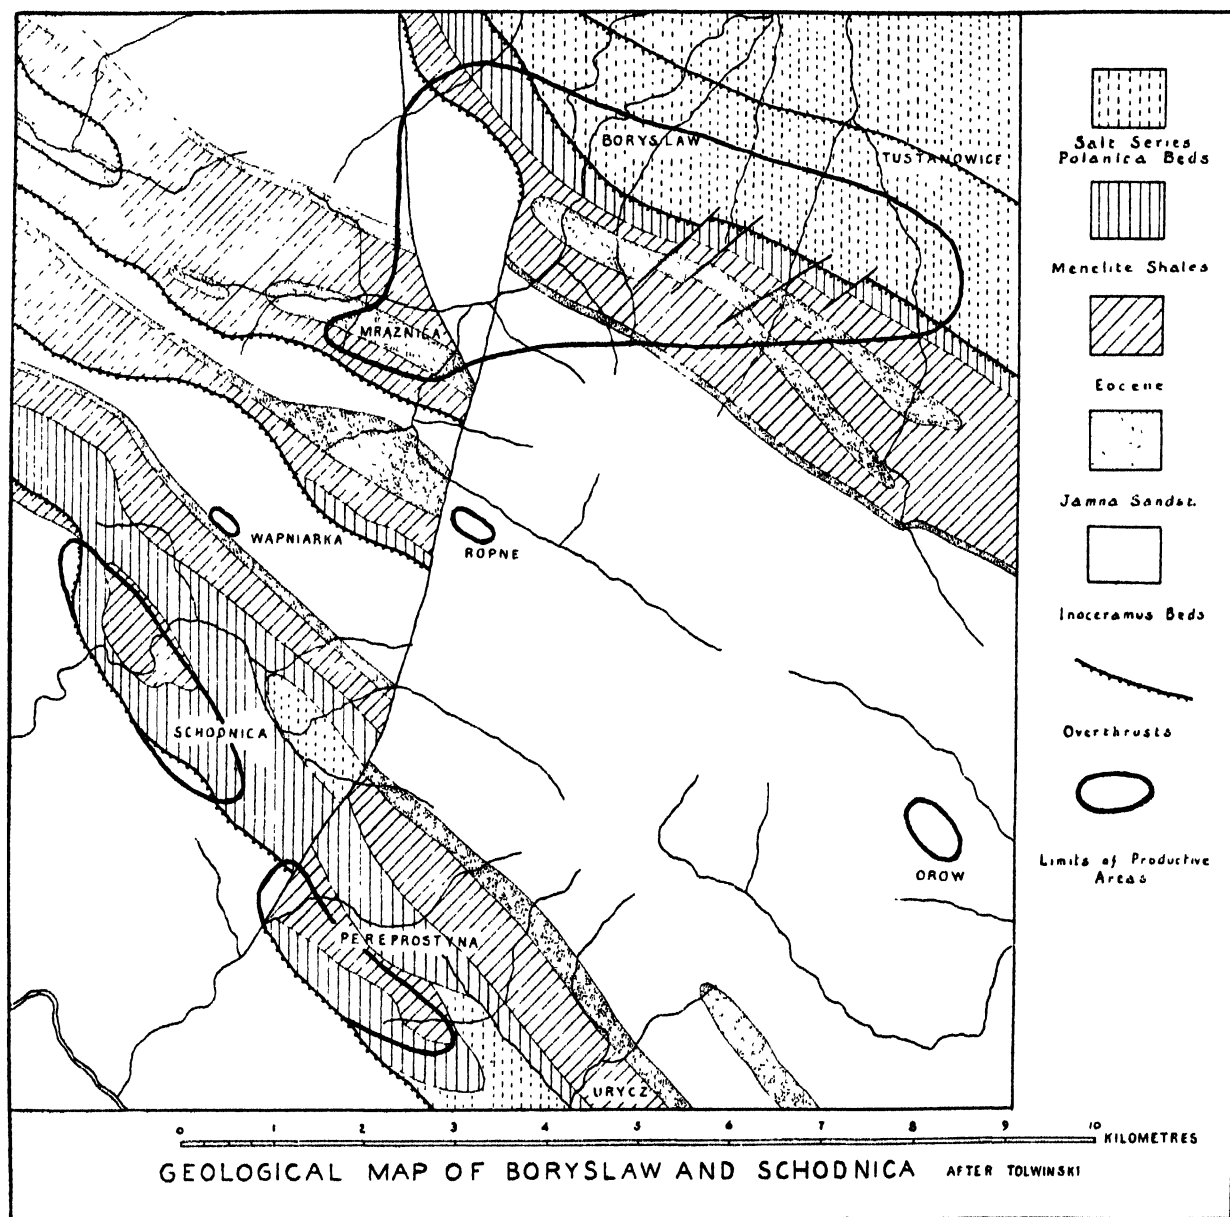 BORYSLAW
TUSTANOWICE
MRAZNICA
WAPNIARKA
ROPNE
SCHODNICA
OROW
PEREPROSTYNA
URYCZ
Salt Series
Polanica Beds
Menelite Shales
Eocene
Jamna Sandst.
Inoceramus Beds
Overthrusts
Limits of Productive
Areas
0 1 2 3 4 5 6 7 8 9 10 KILOMETRES
GEOLOGICAL MAP OF BORYSLAW AND SCHODNICA AFTER TOLWINSKI